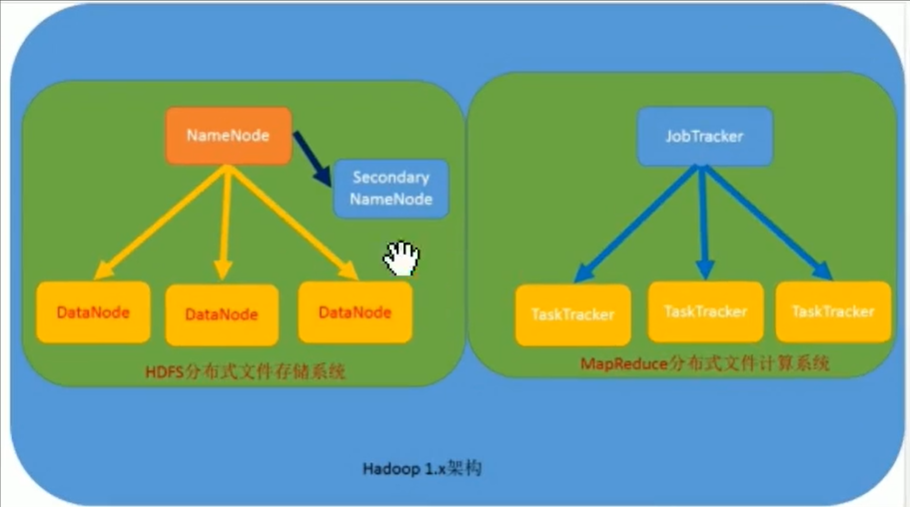 NameNode
Secondary
NameNode
DataNode
DataNode
DataNode
HDFS分布式文件存储系统
JobTracker
TaskTracker
TaskTracker
TaskTracker
MapReduce分布式文件计算系统
Hadoop 1.x架构